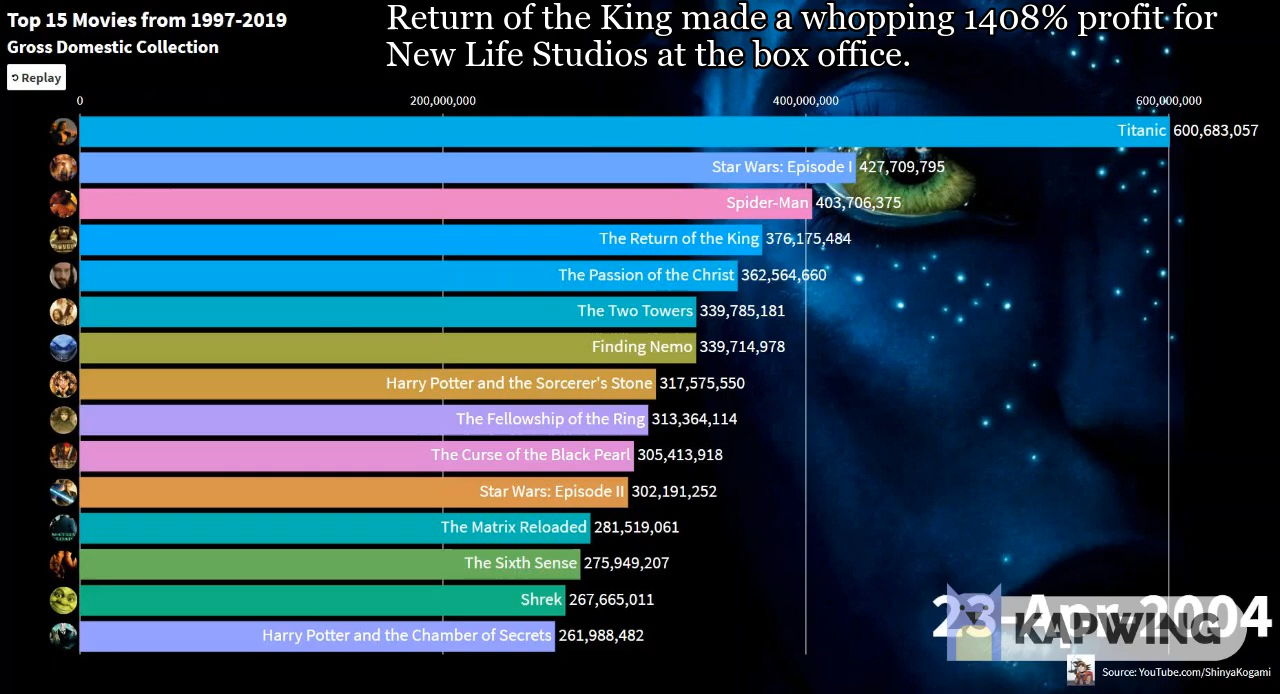 Top 15 Movies from 1997-2019
Gross Domestic Collection
Replay
Return of the King made a whopping 1408% profit for
New Life Studios at the box office.
0 200,000,000 400,000,000 600,000,000
Titanic 600,683,057
Star Wars: Episode I 427,709,795
Spider-Man 403,706,375
The Return of the King 376,175,484
The Passion of the Christ 362,564,660
The Two Towers 339,785,181
Finding Nemo 339,714,978
Harry Potter and the Sorcerer's Stone 317,575,550
The Fellowship of the Ring 313,364,114
The Curse of the Black Pearl 305,413,918
Star Wars: Episode II 302,191,252
The Matrix Reloaded 281,519,061
The Sixth Sense 275,949,207
Shrek 267,665,011
Harry Potter and the Chamber of Secrets 261,988,482
23-Apr-2004
KAPWING
Source: YouTube.com/ShinyaKogami